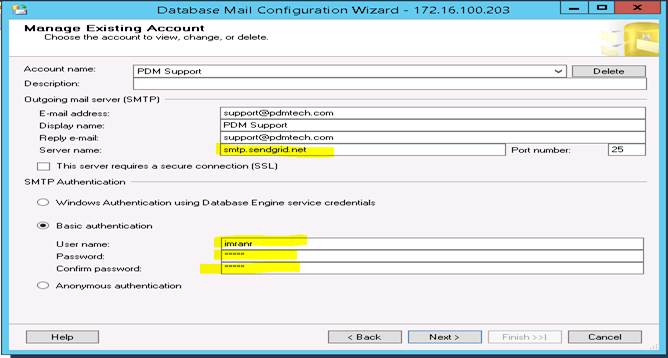 Database Mail Configuration Wizard - 172.16.100.203
Manage Existing Account
Choose the account to view, change, or delete.
Account name: PDM Support Delete
Description:
Outgoing mail server (SMTP)
E-mail address: support@pdmtech.com
Display name: PDM Support
Reply e-mail: support@pdmtech.com
Server name: smtp.sendgrid.net Port number: 25
This server requires a secure connection (SSL)
SMTP Authentication
Windows Authentication using Database Engine service credentials
Basic authentication
User name: imranr
Password: *****
Confirm password: *****
Anonymous authentication
Help < Back Next > Finish >>| Cancel